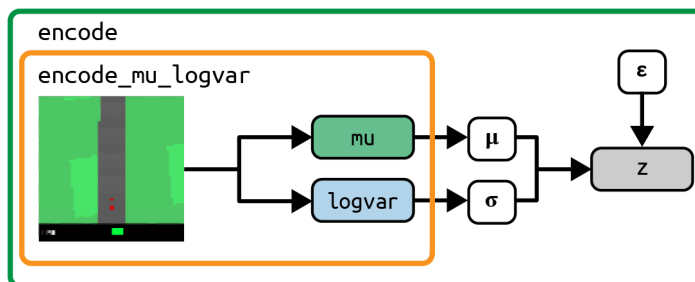 encode
encode_mu_logvar
ε
mu
μ
z
logvar
σ